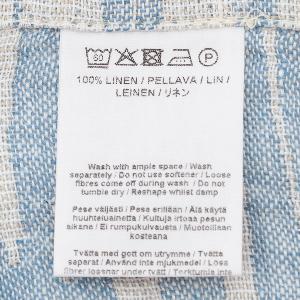 100% LINEN / PELLAVA / LIN /
LEINEN / リネン
Wash with ample space / Wash
separately / Do not use softener / Loose
fibres come off during wash / Do not
tumble dry / Reshape whilst damp
Pese väljästi / Pese erillään / Älä käytä
huuhteluainetta / Kuituja irtoaa pesun
aikana / Ei rumpukuivausta / Muotoillaan
kosteana
Tvätta med gott om utrymme / Tvätta
separat / Använd inte mjukmedel / Lösa
fibrer lossnar under tvätt / Torktumla inte